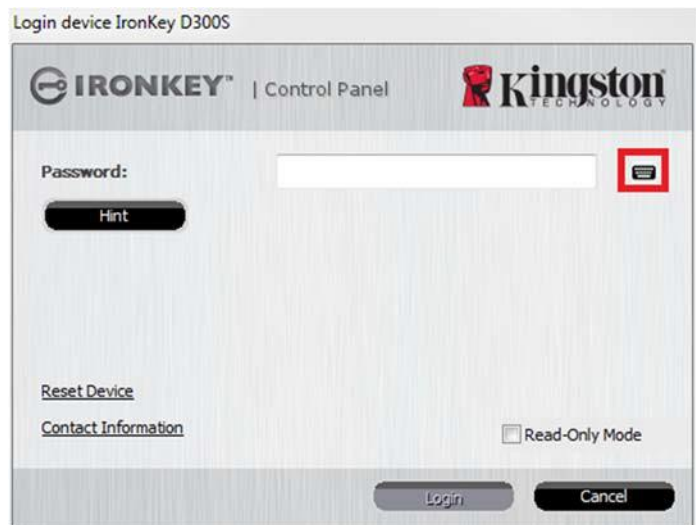 Login device IronKey D300S
IRONKEY™ | Control Panel
Kingston
TECHNOLOGY
Password:
Hint
Reset Device
Contact Information
Read-Only Mode
Login
Cancel